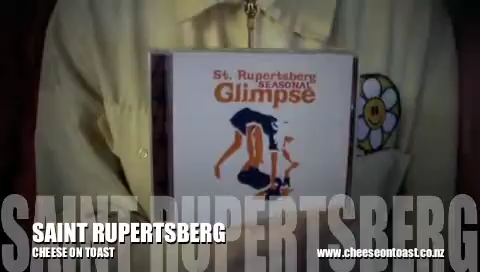 St. Rupertsberg
SEASONAL
Glimpse
SAINT RUPERTSBERG
SAINT RUPERTSBERG
CHEESE ON TOAST
www.cheeseontoast.co.nz